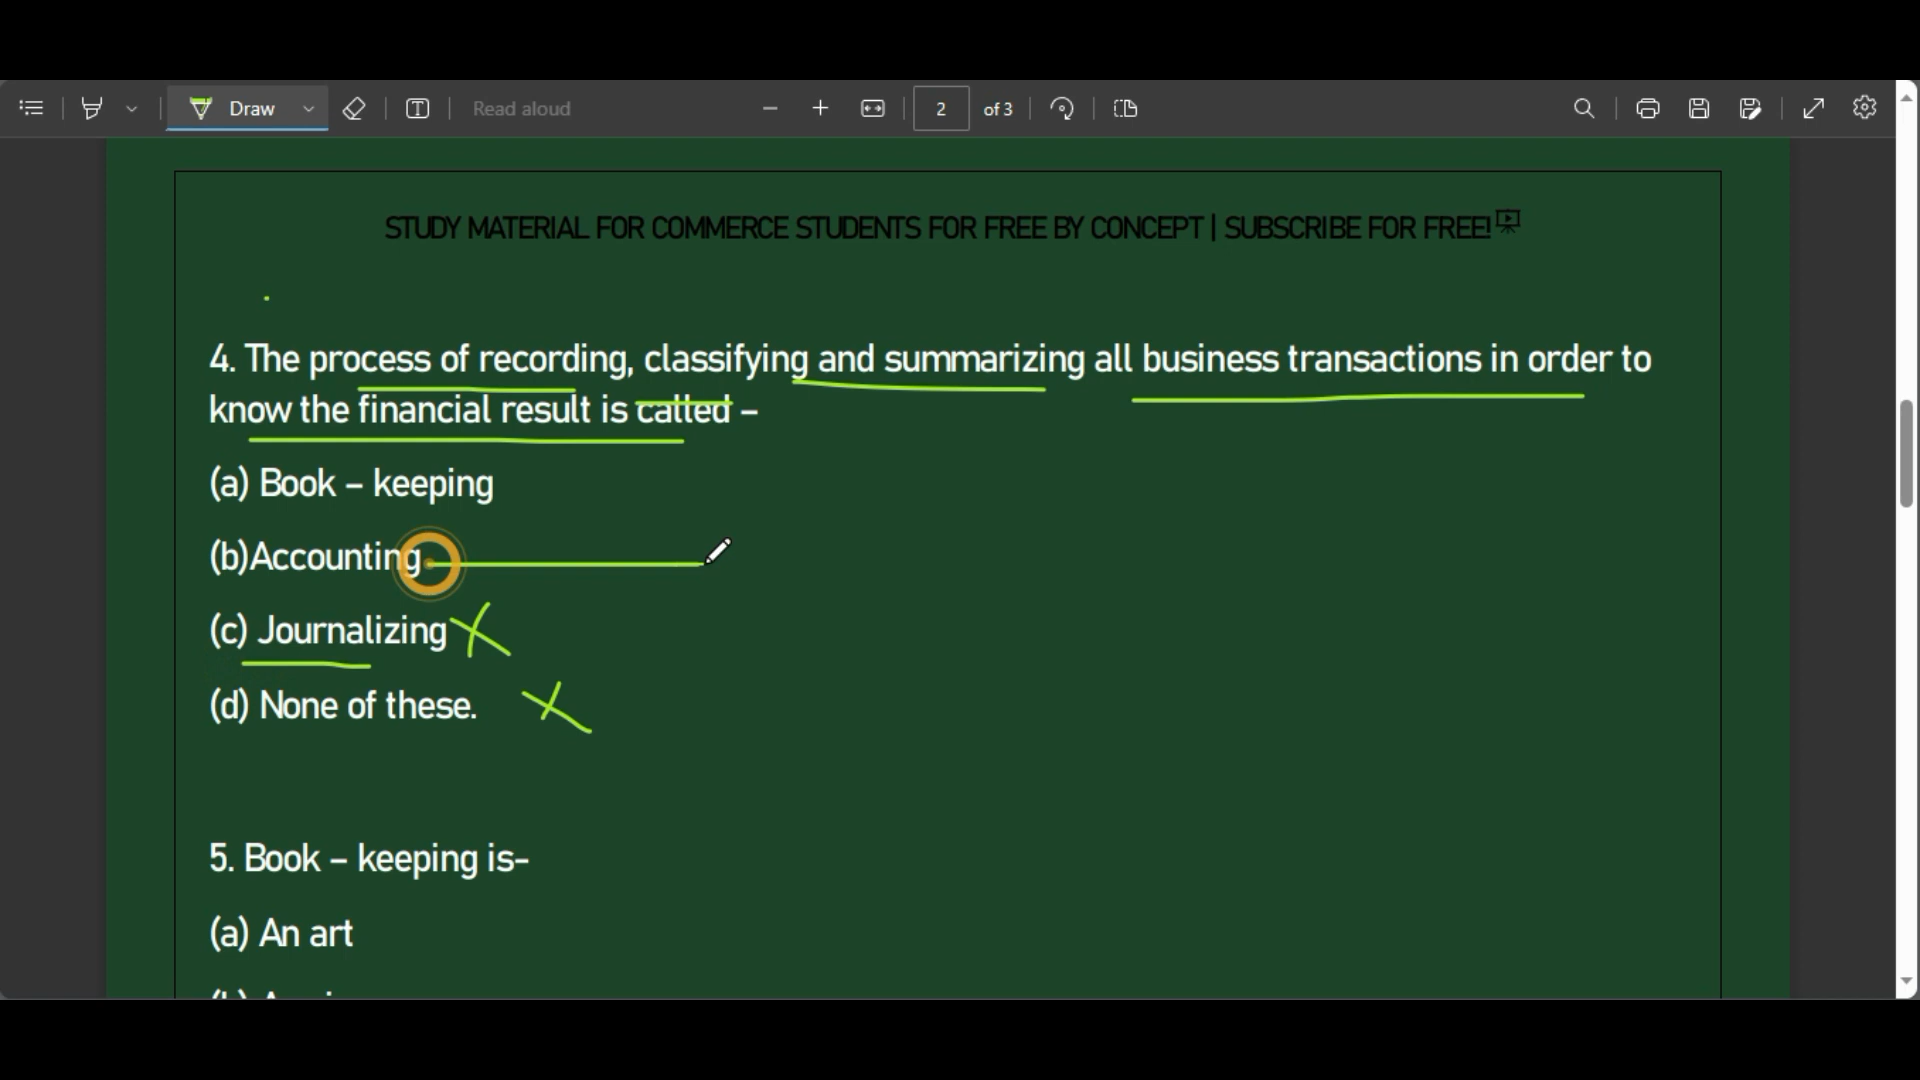 Draw
Read aloud
2 of 3
STUDY MATERIAL FOR COMMERCE STUDENTS FOR FREE BY CONCEPT | SUBSCRIBE FOR FREE!
4. The process of recording, classifying and summarizing all business transactions in order to
know the financial result is called –
(a) Book – keeping
(b)Accounting
(c) Journalizing
(d) None of these.
5. Book – keeping is-
(a) An art